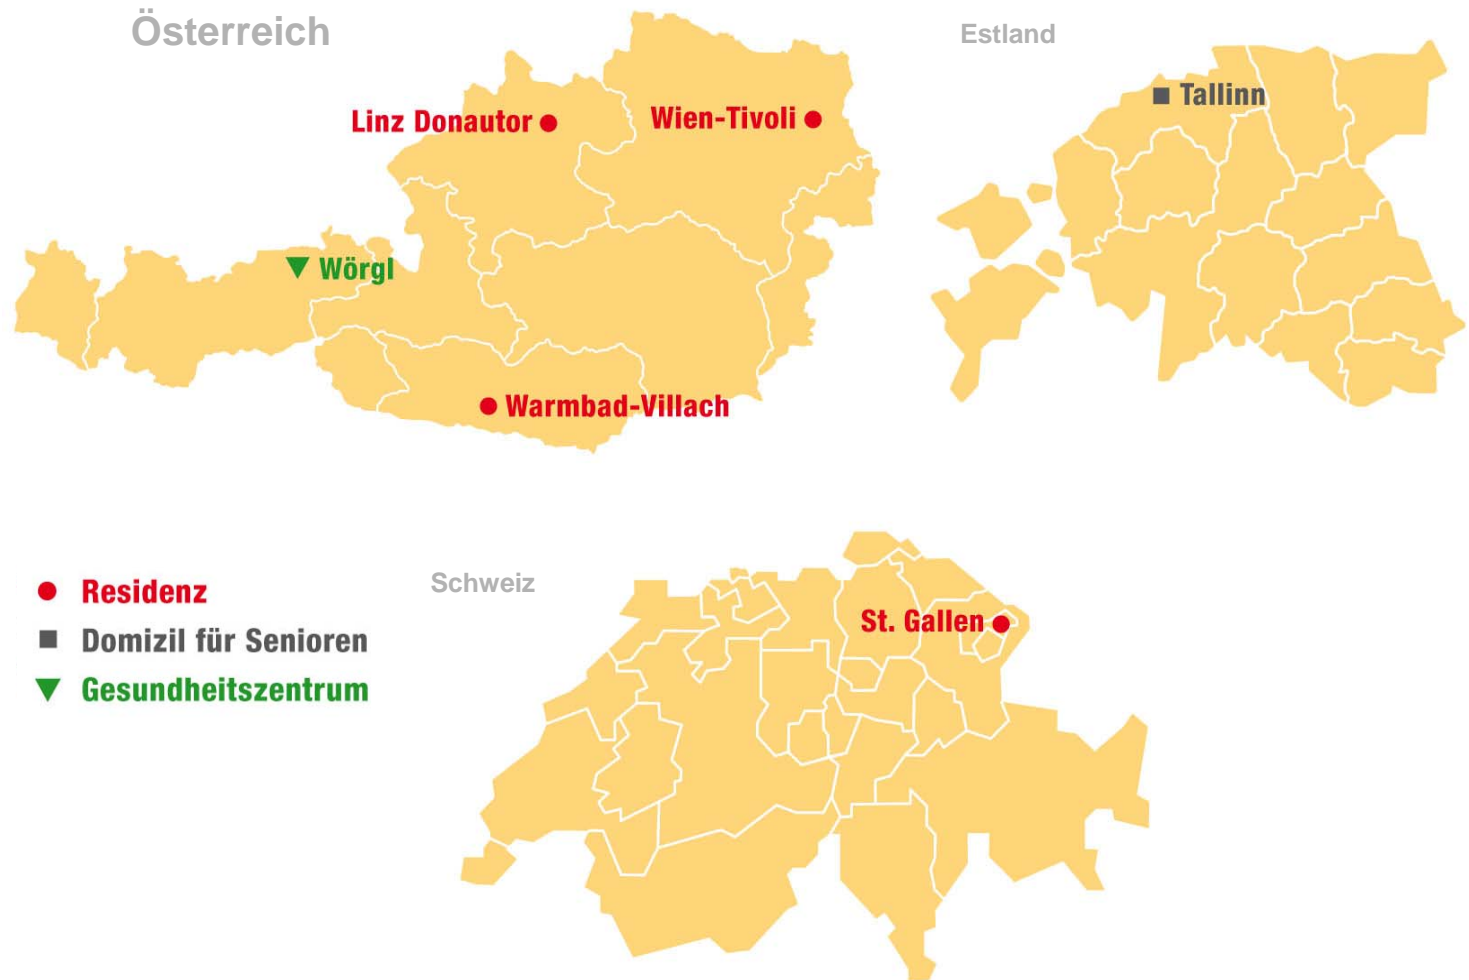 Österreich
Estland
Tallinn
Linz Donautor
Wien-Tivoli
Wörgl
Warmbad-Villach
Residenz
Domizil für Senioren
Gesundheitszentrum
Schweiz
St. Gallen